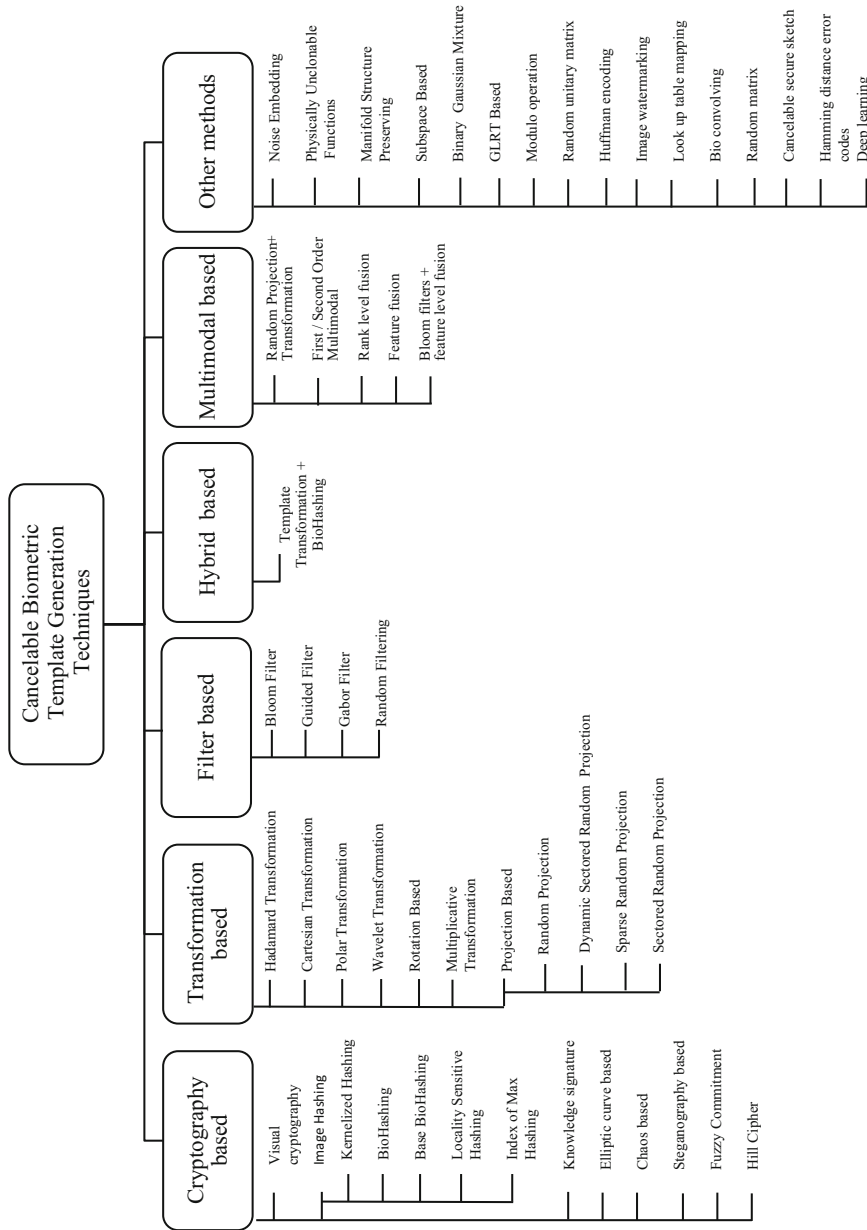 Cancelable Biometric
Template Generation
Techniques
Cryptography
based
Visual
cryptography
Image Hashing
Kernelized Hashing
BioHashing
Base BioHashing
Locality Sensitive
Hashing
Index of Max
Hashing
Knowledge signature
Elliptic curve based
Chaos based
Steganography based
Fuzzy Commitment
Hill Cipher
Transformation
based
Hadamard Transformation
Cartesian Transformation
Polar Transformation
Wavelet Transformation
Rotation Based
Multiplicative
Transformation
Projection Based
Random Projection
Dynamic Sectored Random Projection
Sparse Random Projection
Sectored Random Projection
Filter based
Bloom Filter
Guided Filter
Gabor Filter
Random Filtering
Hybrid based
Template
Transformation +
BioHashing
Multimodal based
Random Projection+
Transformation
First / Second Order
Multimodal
Rank level fusion
Feature fusion
Bloom filters +
feature level fusion
Other methods
Noise Embedding
Physically Unclonable
Functions
Manifold Structure
Preserving
Subspace Based
Binary Gaussian Mixture
GLRT Based
Modulo operation
Random unitary matrix
Huffman encoding
Image watermarking
Look up table mapping
Bio convolving
Random matrix
Cancelable secure sketch
Hamming distance error
codes
Deep learning